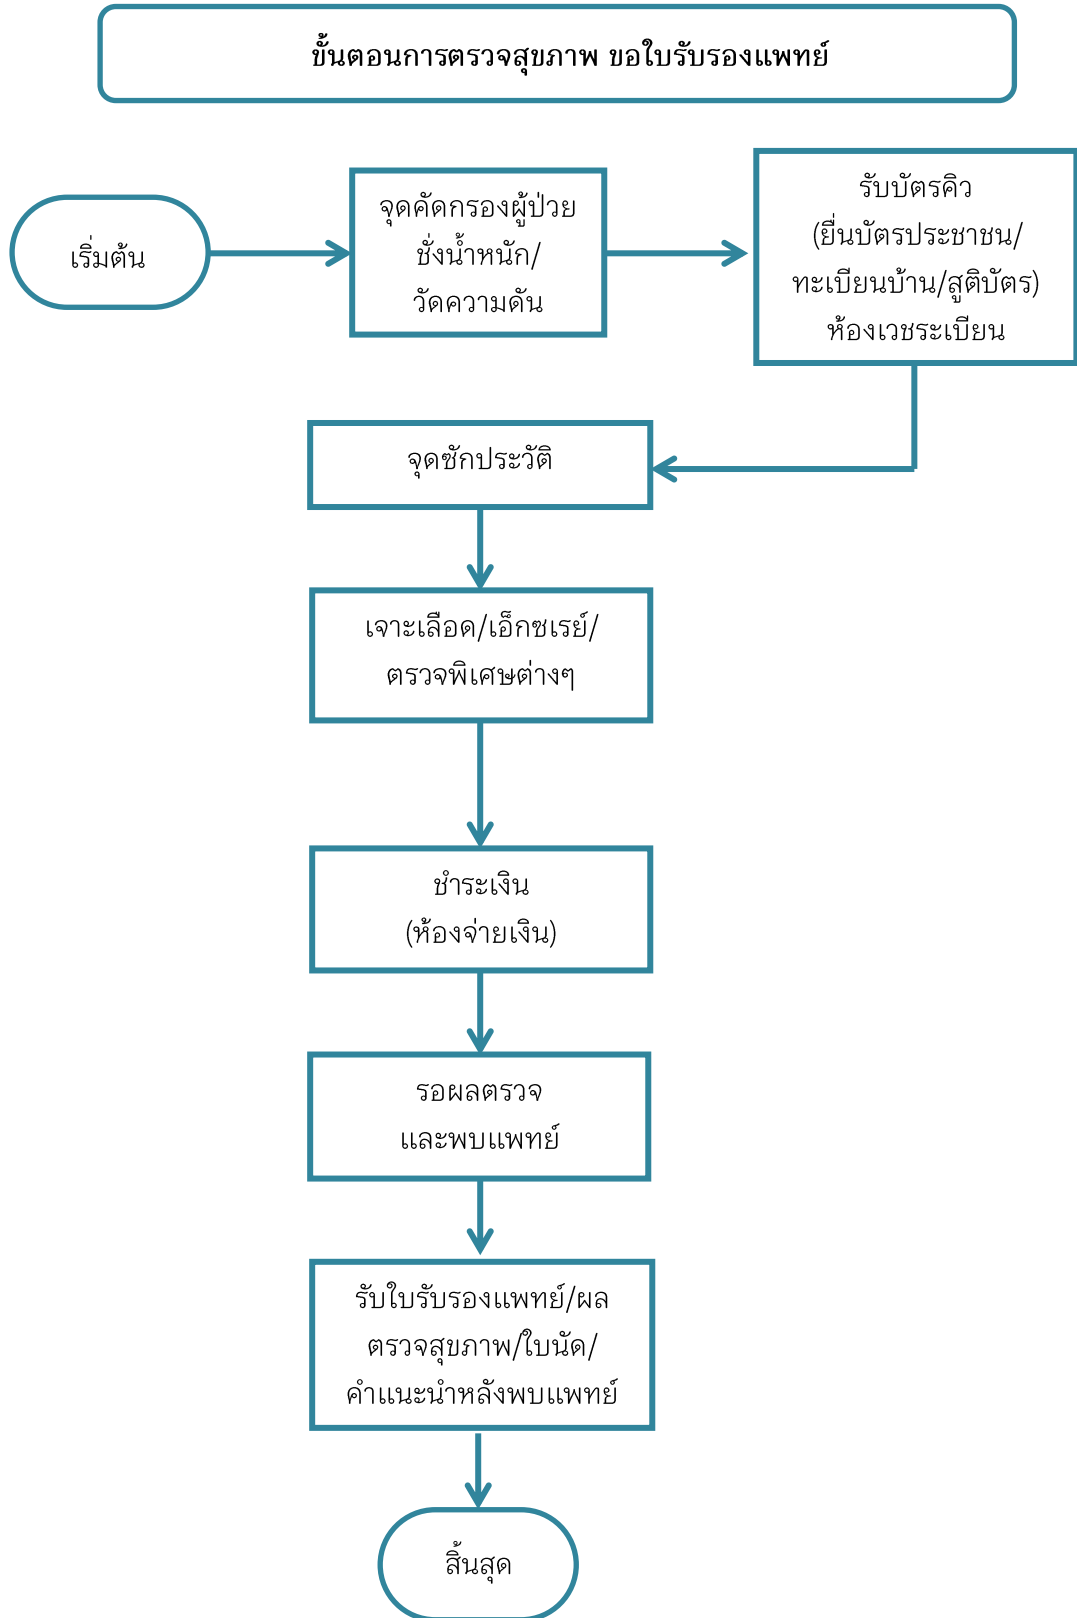 ขั้นตอนการตรวจสุขภาพ ขอใบรับรองแพทย์
เริ่มต้น
จุดคัดกรองผู้ป่วย
ชั่งน้ำหนัก/
วัดความดัน
รับบัตรคิว
(ยื่นบัตรประชาชน/
ทะเบียนบ้าน/สูติบัตร)
ห้องเวชระเบียน
จุดซักประวัติ
เจาะเลือด/เอ็กซเรย์/
ตรวจพิเศษต่างๆ
ชำระเงิน
(ห้องจ่ายเงิน)
รอผลตรวจ
และพบแพทย์
รับใบรับรองแพทย์/ผล
ตรวจสุขภาพ/ใบนัด/
คำแนะนำหลังพบแพทย์
สิ้นสุด